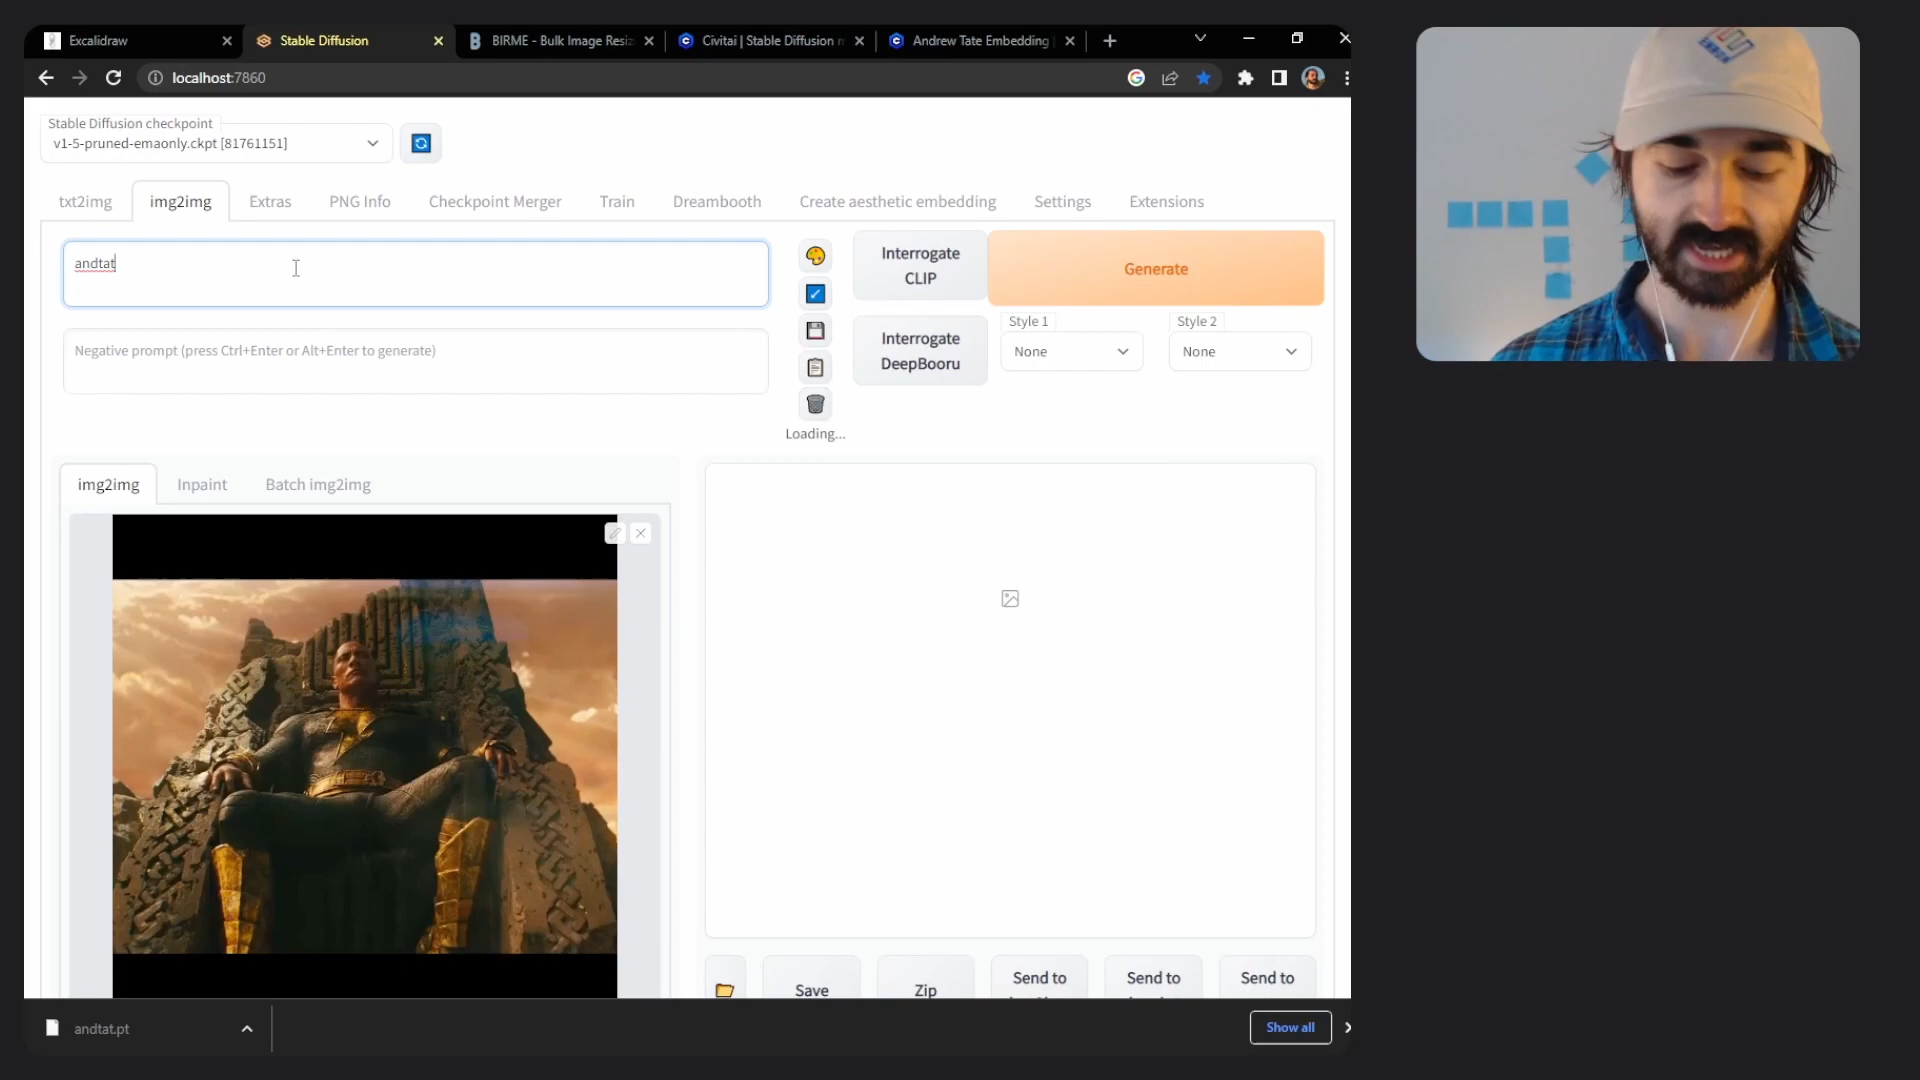 Excalidraw
Stable Diffusion
BIRME - Bulk Image Resiz
Civitai | Stable Diffusion m
Andrew Tate Embedding
localhost:7860
Stable Diffusion checkpoint
v1-5-pruned-emaonly.ckpt [81761151]
txt2img
img2img
Extras
PNG Info
Checkpoint Merger
Train
Dreambooth
Create aesthetic embedding
Settings
Extensions
andtat
Interrogate
CLIP
Generate
Negative prompt (press Ctrl+Enter or Alt+Enter to generate)
Interrogate
DeepBooru
Style 1
None
Style 2
None
Loading...
img2img
Inpaint
Batch img2img
Save
Zip
Send to
Send to
Send to
andtat.pt
Show all